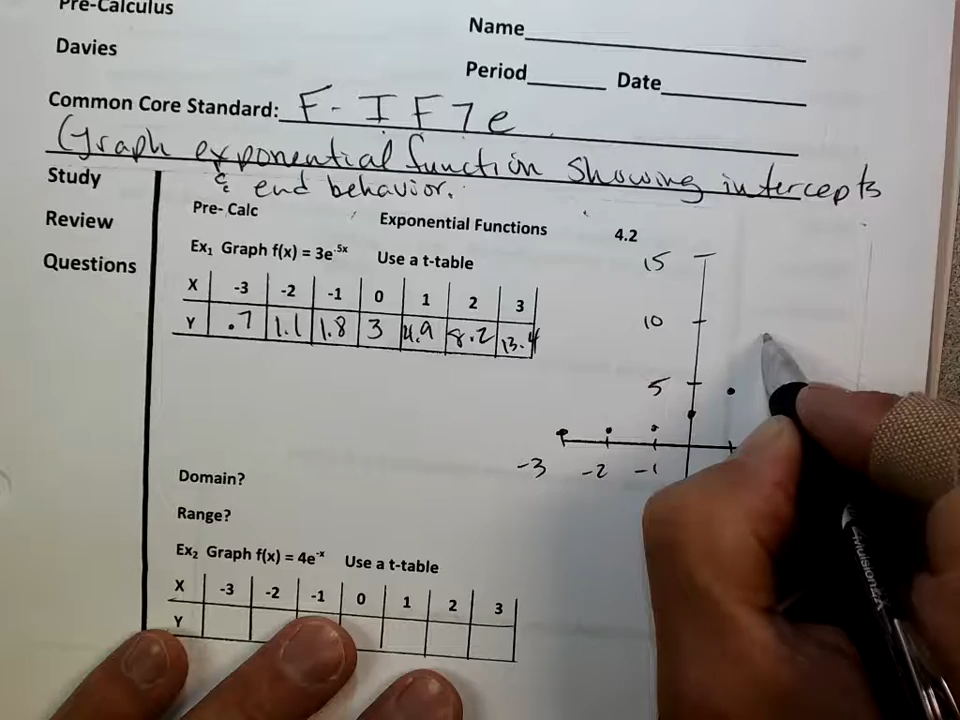 Pre-Calculus
Name
Davies
Period Date
Common Core Standard: F-IF7e
Graph exponential function showing intercepts
& end behavior.
Study
Review
Questions
Pre-Calc Exponential Functions 4.2
Ex1 Graph f(x) = 3e^.5x Use a t-table
X -3 -2 -1 0 1 2 3
Y .7 1.1 1.8 3 4.9 8.2 13.4
15
10
5
-3 -2 -1
Domain?
Range?
Ex2 Graph f(x) = 4e^-x Use a t-table
X -3 -2 -1 0 1 2 3
Y